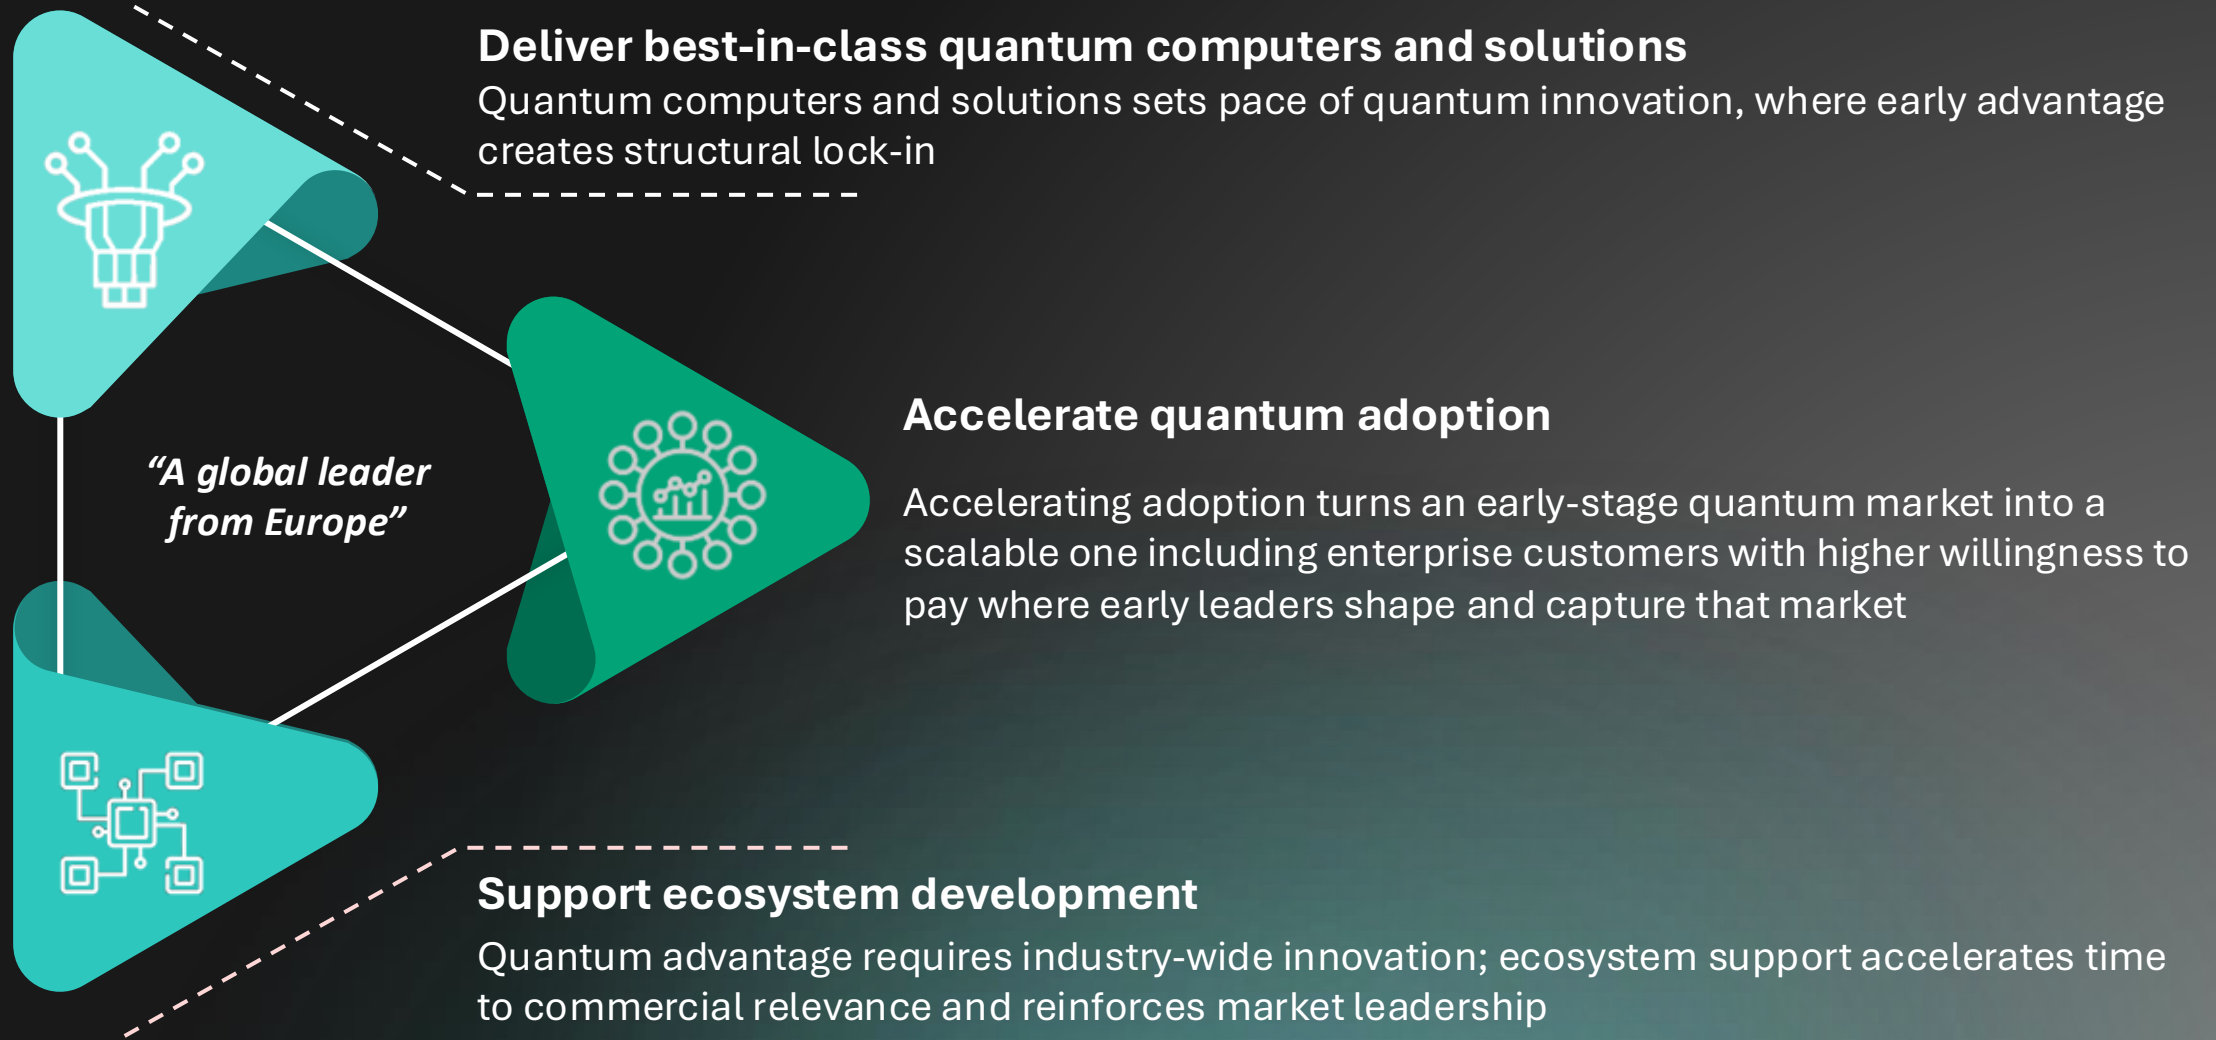 Deliver best-in-class quantum computers and solutions
Quantum computers and solutions sets pace of quantum innovation, where early advantage
creates structural lock-in
“A global leader
from Europe”
Accelerate quantum adoption
Accelerating adoption turns an early-stage quantum market into a
scalable one including enterprise customers with higher willingness to
pay where early leaders shape and capture that market
Support ecosystem development
Quantum advantage requires industry-wide innovation; ecosystem support accelerates time
to commercial relevance and reinforces market leadership